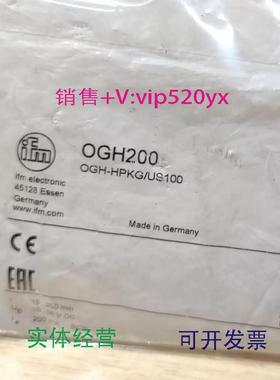 销售+V:vip520yx
ifm
OGH200
OGH-HPKG/US100
ifm electronic
45128 Essen
Germany
www.ifm.com
Made in Germany
CE
EAC
实体经营
可开发票